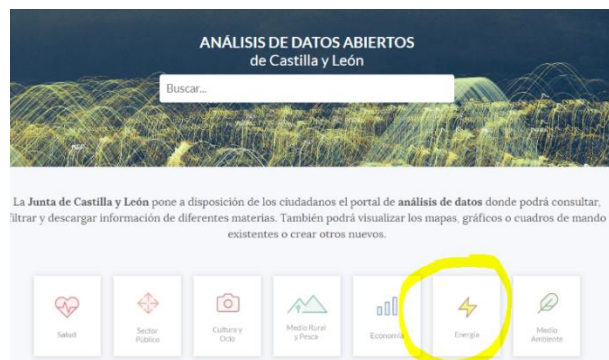 ANÁLISIS DE DATOS ABIERTOS
de Castilla y León
Buscar...
La Junta de Castilla y León pone a disposición de los ciudadanos el portal de análisis de datos donde podrá consultar,
filtrar y descargar información de diferentes materias. También podrá visualizar los mapas, gráficos o cuadros de mando
existentes o crear otros nuevos.
Salud
Sector
Público
Cultura y
Ocio
Medio Rural
y Pesca
Economía
Energía
Medio
Ambiente